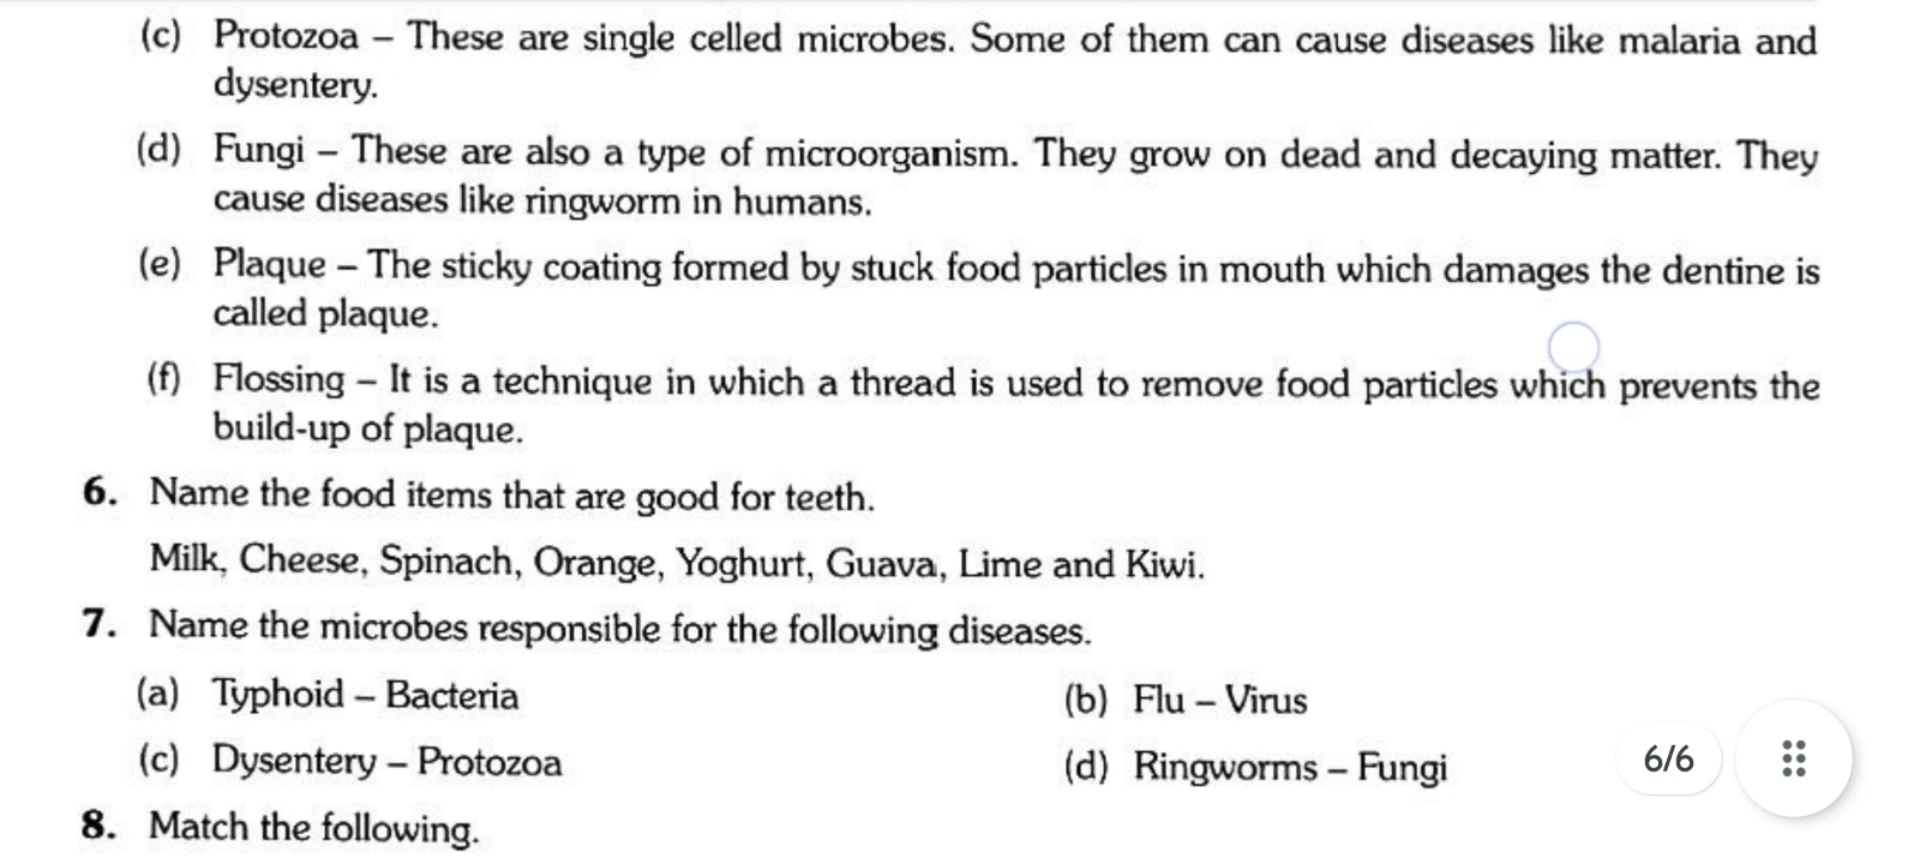 (c) Protozoa – These are single celled microbes. Some of them can cause diseases like malaria and
dysentery.
(d) Fungi – These are also a type of microorganism. They grow on dead and decaying matter. They
cause diseases like ringworm in humans.
(e) Plaque – The sticky coating formed by stuck food particles in mouth which damages the dentine is
called plaque.
(f) Flossing – It is a technique in which a thread is used to remove food particles which prevents the
build-up of plaque.
6. Name the food items that are good for teeth.
Milk, Cheese, Spinach, Orange, Yoghurt, Guava, Lime and Kiwi.
7. Name the microbes responsible for the following diseases.
(a) Typhoid – Bacteria (b) Flu – Virus
(c) Dysentery – Protozoa (d) Ringworms – Fungi
6/6
8. Match the following.